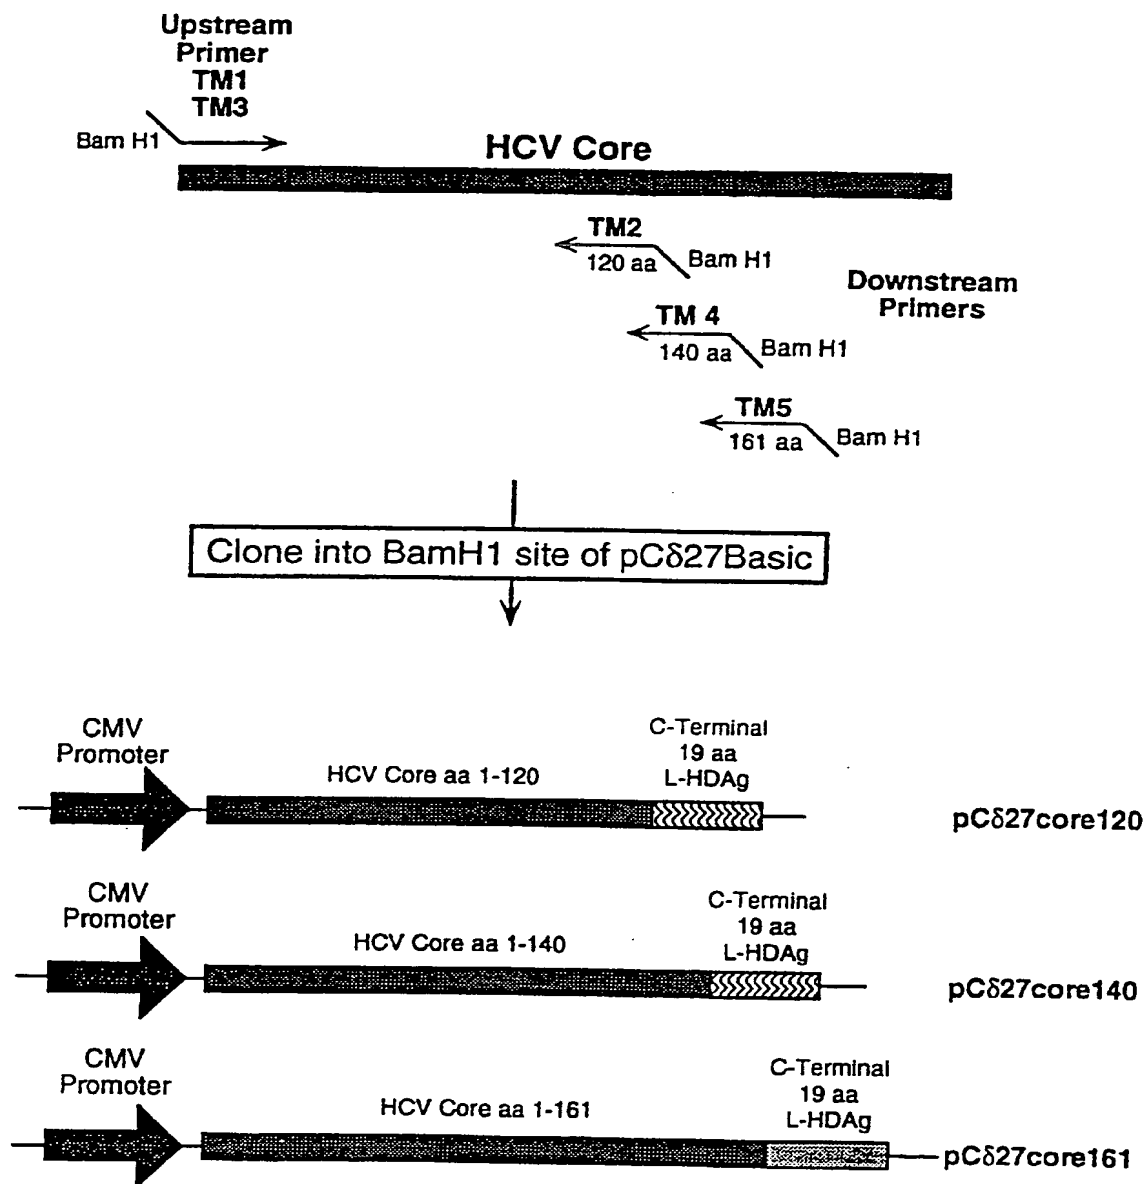 Upstream
Primer
TM1
TM3
Bam H1
HCV Core
TM2
120 aa
Bam H1
Downstream
Primers
TM 4
140 aa
Bam H1
TM5
161 aa
Bam H1
Clone into BamH1 site of pCδ27Basic
CMV
Promoter
HCV Core aa 1-120
C-Terminal
19 aa
L-HDAg
pCδ27core120
CMV
Promoter
HCV Core aa 1-140
C-Terminal
19 aa
L-HDAg
pCδ27core140
CMV
Promoter
HCV Core aa 1-161
C-Terminal
19 aa
L-HDAg
pCδ27core161